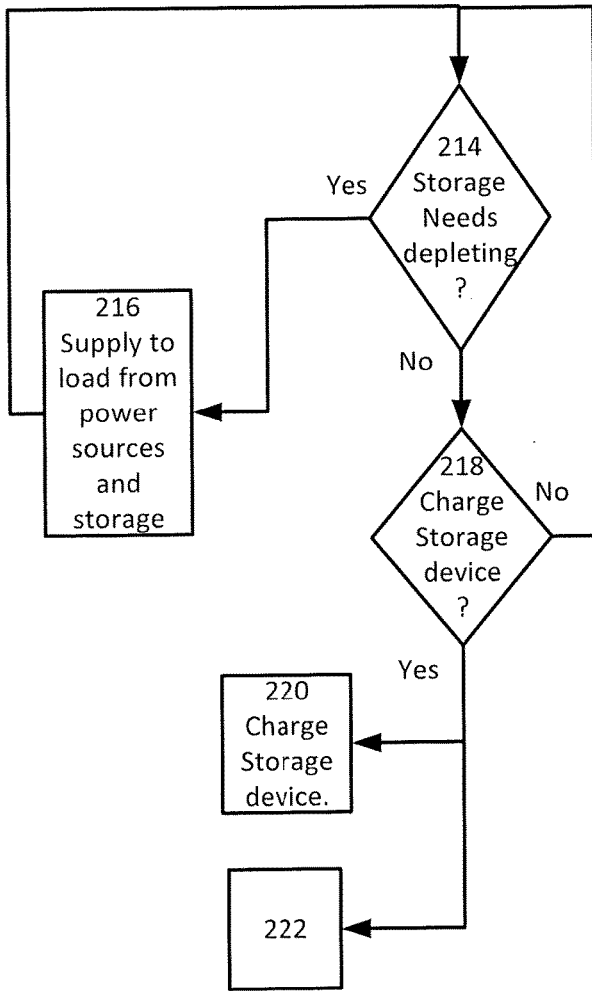 214
Storage
Needs
depleting
?
Yes
No
216
Supply to
load from
power
sources
and
storage
218
Charge
Storage
device
?
No
Yes
220
Charge
Storage
device.
222